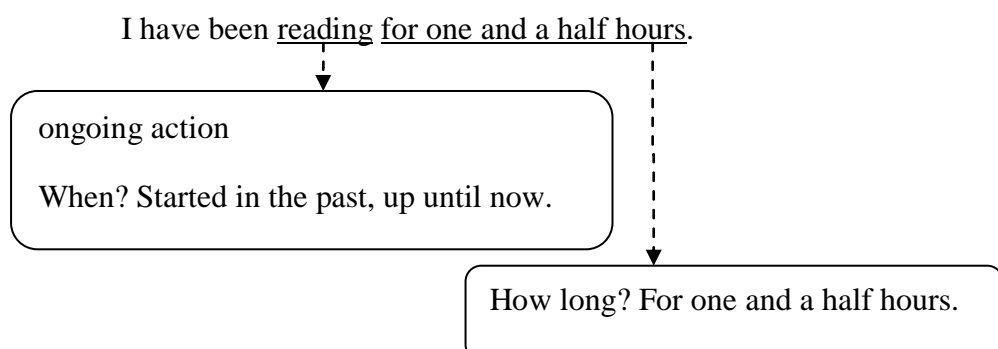 I have been reading for one and a half hours.
ongoing action
When? Started in the past, up until now.
How long? For one and a half hours.